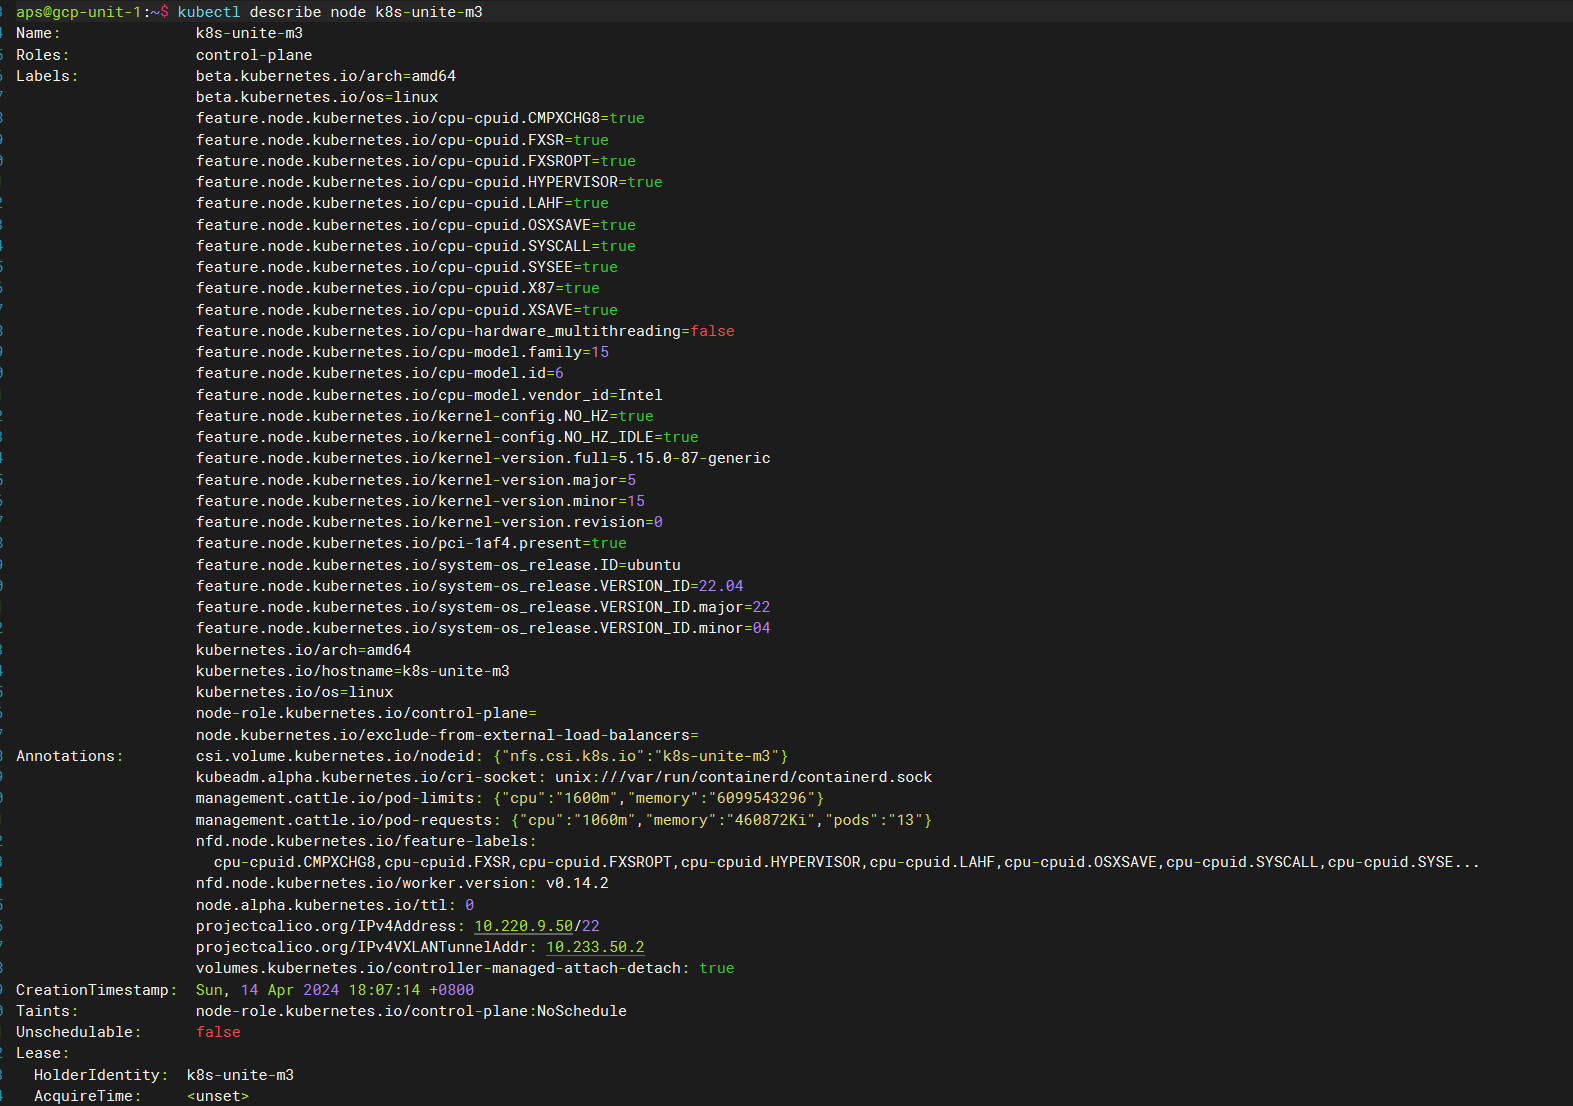 aps@gcp-unit-1:~$ kubectl describe node k8s-unite-m3
Name:               k8s-unite-m3
Roles:              control-plane
Labels:             beta.kubernetes.io/arch=amd64
                    beta.kubernetes.io/os=linux
                    feature.node.kubernetes.io/cpu-cpuid.CMPXCHG8=true
                    feature.node.kubernetes.io/cpu-cpuid.FXSR=true
                    feature.node.kubernetes.io/cpu-cpuid.FXSROPT=true
                    feature.node.kubernetes.io/cpu-cpuid.HYPERVISOR=true
                    feature.node.kubernetes.io/cpu-cpuid.LAHF=true
                    feature.node.kubernetes.io/cpu-cpuid.OSXSAVE=true
                    feature.node.kubernetes.io/cpu-cpuid.SYSCALL=true
                    feature.node.kubernetes.io/cpu-cpuid.SYSEE=true
                    feature.node.kubernetes.io/cpu-cpuid.X87=true
                    feature.node.kubernetes.io/cpu-cpuid.XSAVE=true
                    feature.node.kubernetes.io/cpu-hardware_multithreading=false
                    feature.node.kubernetes.io/cpu-model.family=15
                    feature.node.kubernetes.io/cpu-model.id=6
                    feature.node.kubernetes.io/cpu-model.vendor_id=Intel
                    feature.node.kubernetes.io/kernel-config.NO_HZ=true
                    feature.node.kubernetes.io/kernel-config.NO_HZ_IDLE=true
                    feature.node.kubernetes.io/kernel-version.full=5.15.0-87-generic
                    feature.node.kubernetes.io/kernel-version.major=5
                    feature.node.kubernetes.io/kernel-version.minor=15
                    feature.node.kubernetes.io/kernel-version.revision=0
                    feature.node.kubernetes.io/pci-1af4.present=true
                    feature.node.kubernetes.io/system-os_release.ID=ubuntu
                    feature.node.kubernetes.io/system-os_release.VERSION_ID=22.04
                    feature.node.kubernetes.io/system-os_release.VERSION_ID.major=22
                    feature.node.kubernetes.io/system-os_release.VERSION_ID.minor=04
                    kubernetes.io/arch=amd64
                    kubernetes.io/hostname=k8s-unite-m3
                    kubernetes.io/os=linux
                    node-role.kubernetes.io/control-plane=
                    node.kubernetes.io/exclude-from-external-load-balancers=
Annotations:        csi.volume.kubernetes.io/nodeid: {"nfs.csi.k8s.io":"k8s-unite-m3"}
                    kubeadm.alpha.kubernetes.io/cri-socket: unix:///var/run/containerd/containerd.sock
                    management.cattle.io/pod-limits: {"cpu":"1600m","memory":"6099543296"}
                    management.cattle.io/pod-requests: {"cpu":"1060m","memory":"460872Ki","pods":"13"}
                    nfd.node.kubernetes.io/feature-labels:
                      cpu-cpuid.CMPXCHG8,cpu-cpuid.FXSR,cpu-cpuid.FXSROPT,cpu-cpuid.HYPERVISOR,cpu-cpuid.LAHF,cpu-cpuid.OSXSAVE,cpu-cpuid.SYSCALL,cpu-cpuid.SYSE...
                    nfd.node.kubernetes.io/worker.version: v0.14.2
                    node.alpha.kubernetes.io/ttl: 0
                    projectcalico.org/IPv4Address: 10.220.9.50/22
                    projectcalico.org/IPv4VXLANTunnelAddr: 10.233.50.2
                    volumes.kubernetes.io/controller-managed-attach-detach: true
CreationTimestamp:  Sun, 14 Apr 2024 18:07:14 +0800
Taints:             node-role.kubernetes.io/control-plane:NoSchedule
Unschedulable:      false
Lease:
  HolderIdentity:  k8s-unite-m3
  AcquireTime:     <unset>